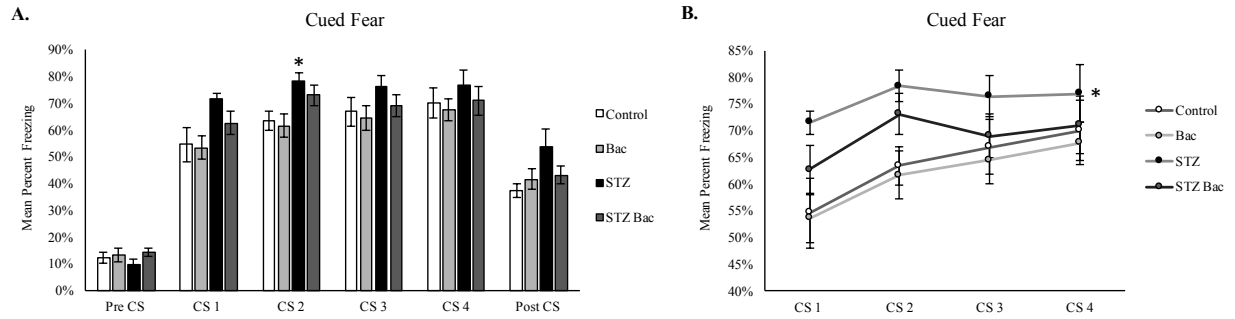 A.
Cued Fear
Mean Percent Freezing
90%
80%
70%
60%
50%
40%
30%
20%
10%
0%
*
Pre CS CS 1 CS 2 CS 3 CS 4 Post CS
Control
Bac
STZ
STZ Bac
B.
Cued Fear
Mean Percent Freezing
85%
80%
75%
70%
65%
60%
55%
50%
45%
40%
*
CS 1 CS 2 CS 3 CS 4
Control
Bac
STZ
STZ Bac